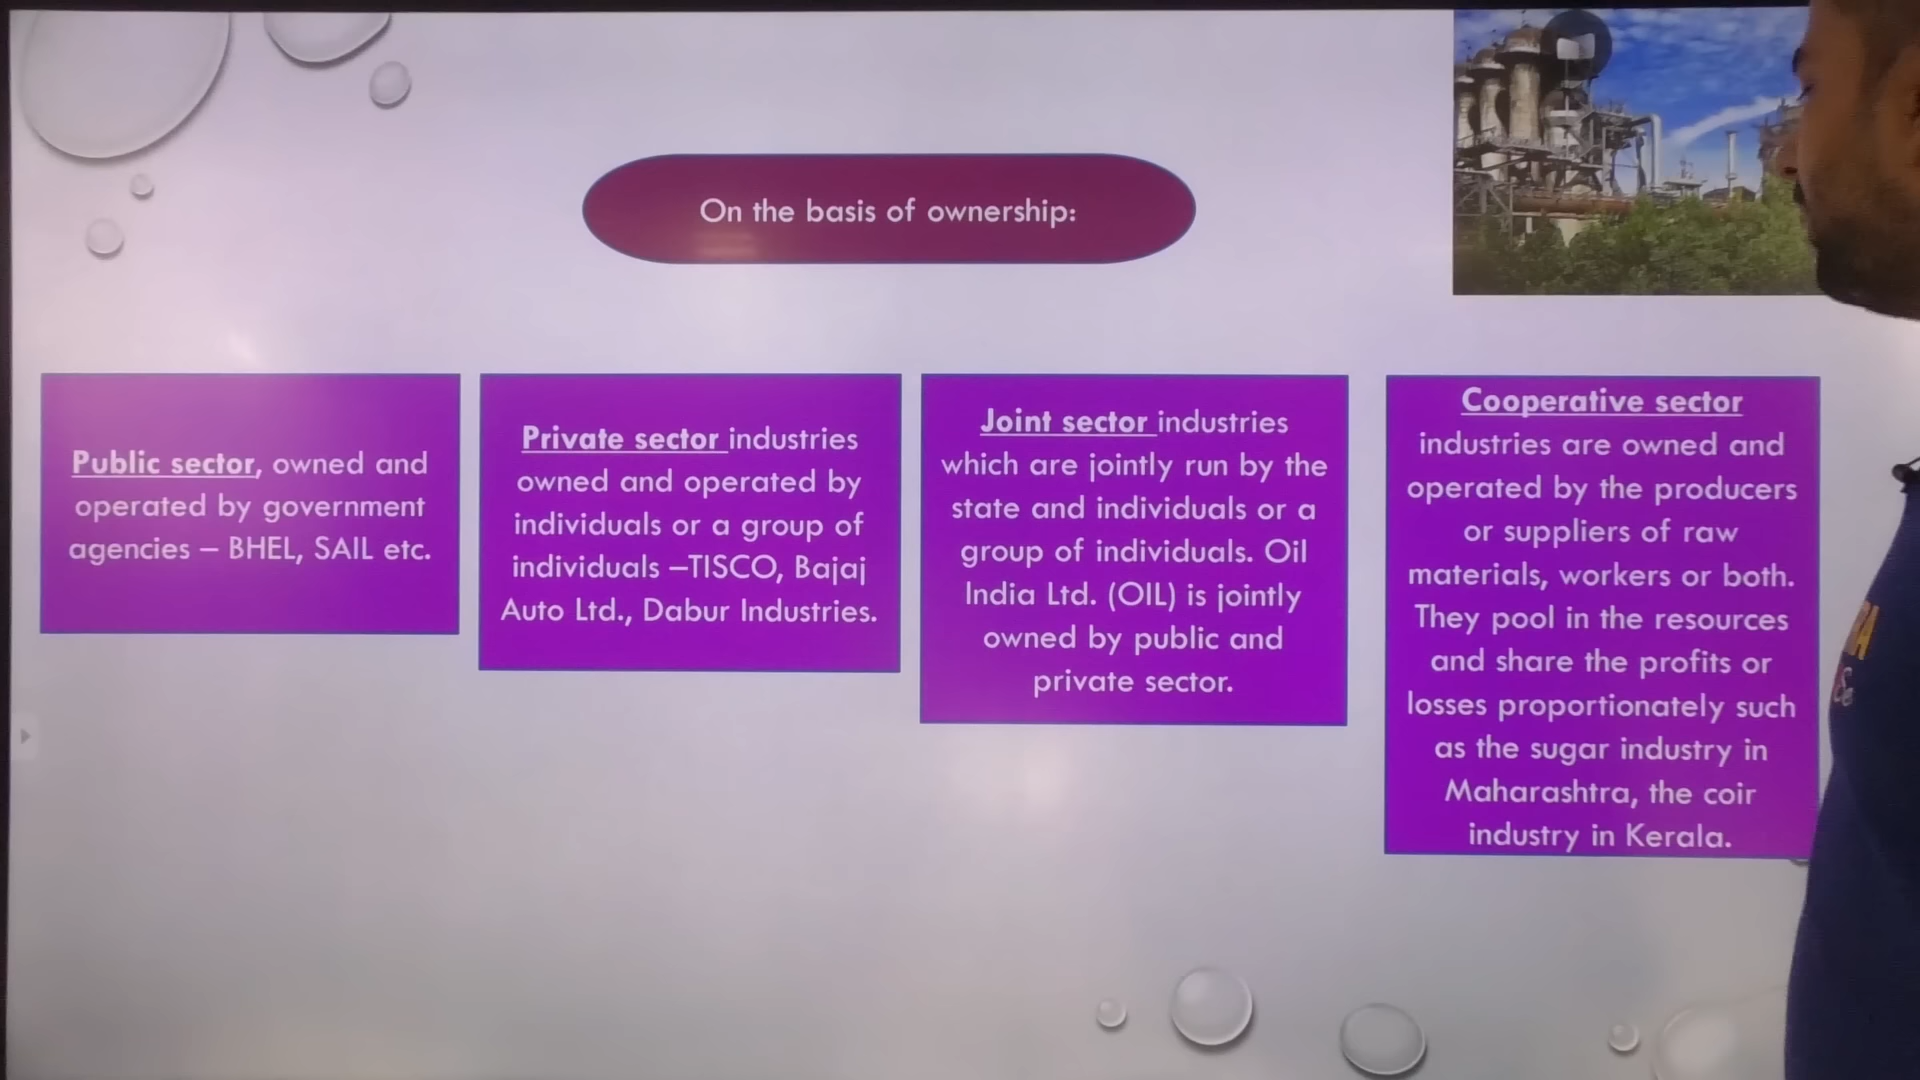 On the basis of ownership:
Public sector, owned and
operated by government
agencies – BHEL, SAIL etc.
Private sector industries
owned and operated by
individuals or a group of
individuals –TISCO, Bajaj
Auto Ltd., Dabur Industries.
Joint sector industries
which are jointly run by the
state and individuals or a
group of individuals. Oil
India Ltd. (OIL) is jointly
owned by public and
private sector.
Cooperative sector
industries are owned and
operated by the producers
or suppliers of raw
materials, workers or both.
They pool in the resources
and share the profits or
losses proportionately such
as the sugar industry in
Maharashtra, the coir
industry in Kerala.